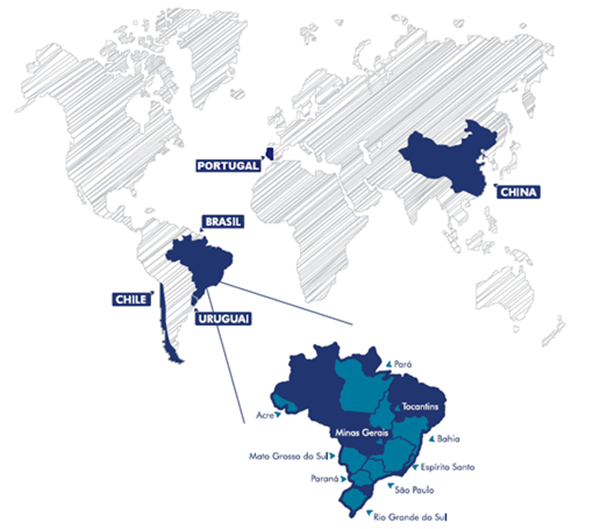 PORTUGAL
CHINA
BRASIL
CHILE
URUGUAI
Pará
Acre
Tocantins
Minas Gerais
Bahia
Mato Grosso do Sul
Espírito Santo
Paraná
São Paulo
Rio Grande do Sul